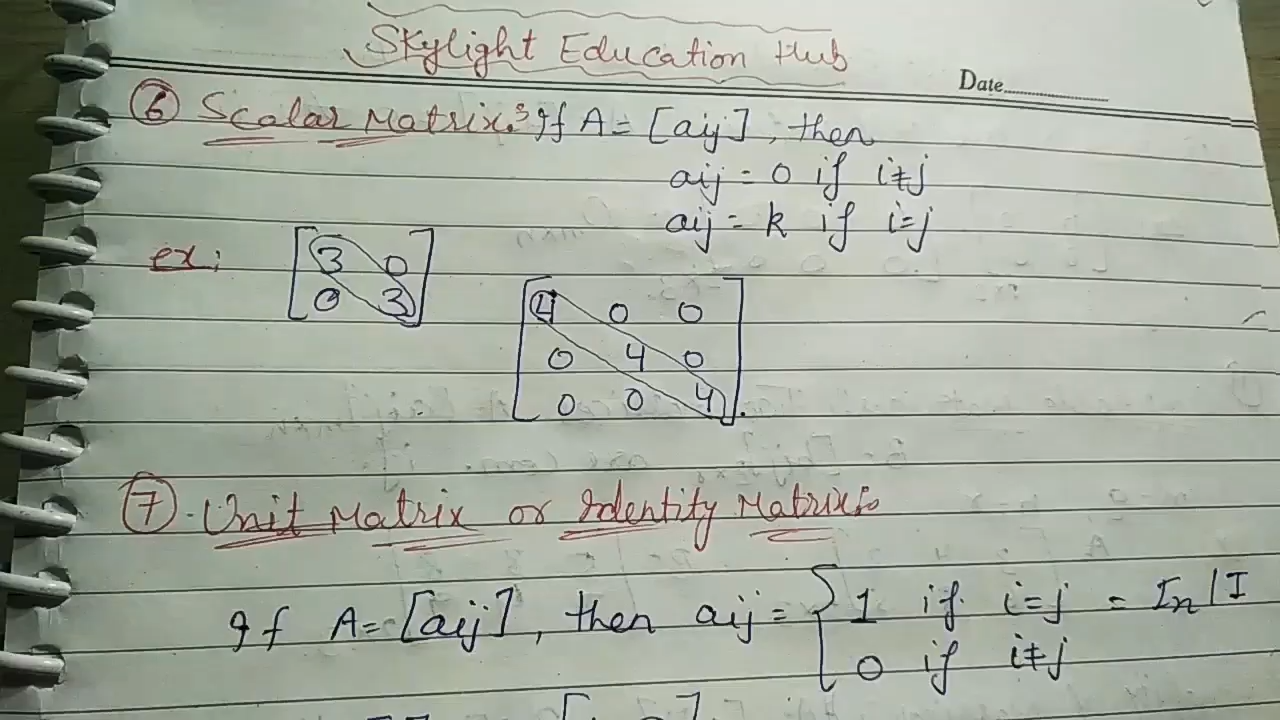 Skylight Education Hub
Date
⑥ Scalar Matrix: If A = [aij], then
aij = 0 if i≠j
aij = k if i=j
ex:
[3 0
0 3]
[4 0 0
0 4 0
0 0 4].
⑦ Unit Matrix or Identity Matrix:
If A = [aij], then aij = { 1 if i=j = In/I
0 if i≠j